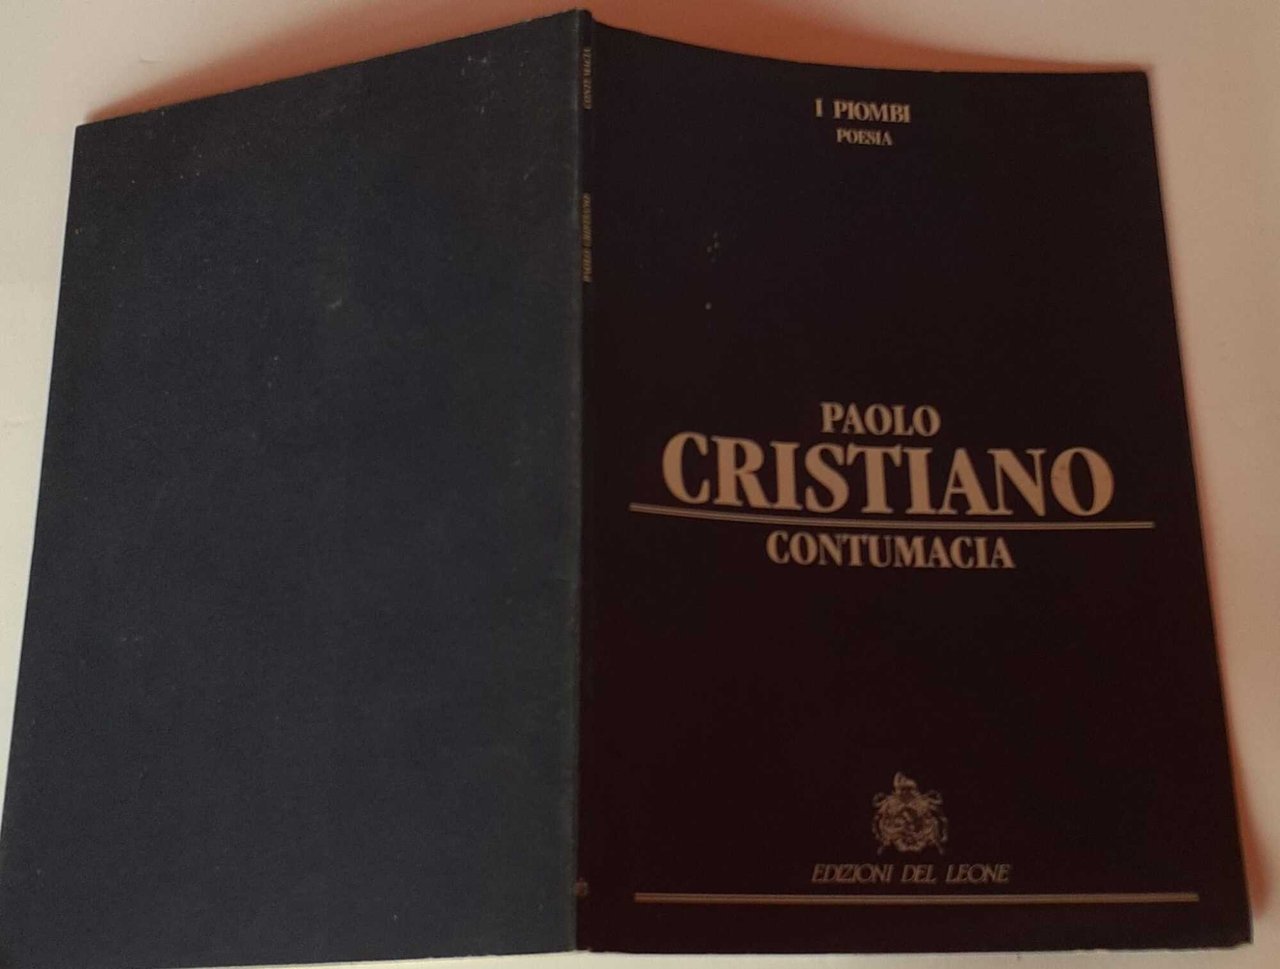 I PIOMBI
POESIA
PAOLO
CRISTIANO
CONTUMACIA
EDIZIONI DEL LEONE
PAOLO CRISTIANO
CONTUMACIA